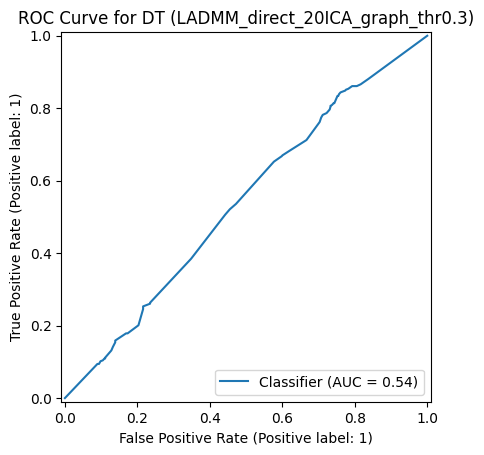 ROC Curve for DT (LADMM_direct_20ICA_graph_thr0.3)
1.0
0.8
0.6
0.4
0.2
0.0
True Positive Rate (Positive label: 1)
Classifier (AUC = 0.54)
0.0 0.2 0.4 0.6 0.8 1.0
False Positive Rate (Positive label: 1)